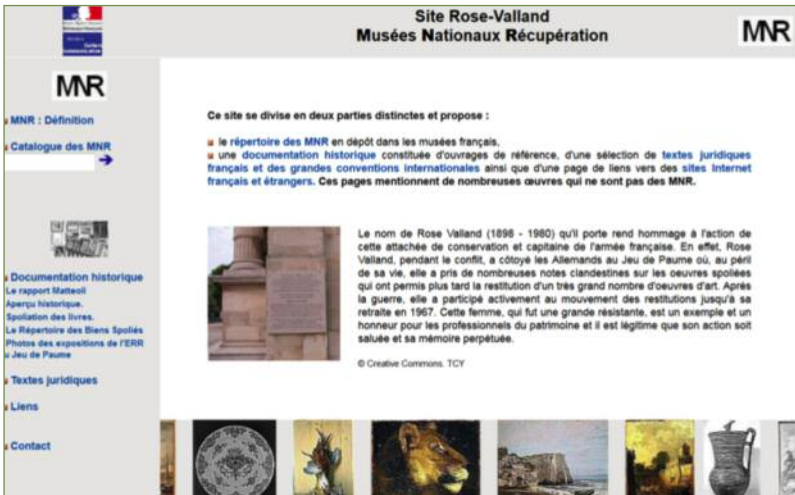 Site Rose-Valland
Musées Nationaux Récupération
MNR
MNR
MNR : Définition
Catalogue des MNR
Documentation historique
Le rapport Matteoli
Aperçu historique.
Spoliation des livres.
Le Répertoire des Biens Spoliés
Photos des expositions de l'ERR
u Jeu de Paume
Textes juridiques
Liens
Contact
Ce site se divise en deux parties distinctes et propose :
le répertoire des MNR en dépôt dans les musées français,
une documentation historique constituée d'ouvrages de référence, d'une sélection de textes juridiques
français et des grandes conventions internationales ainsi que d'une page de liens vers des sites Internet
français et étrangers. Ces pages mentionnent de nombreuses œuvres qui ne sont pas des MNR.
Le nom de Rose Valland (1898 - 1980) qu'il porte rend hommage à l'action de
cette attachée de conservation et capitaine de l'armée française. En effet, Rose
Valland, pendant le conflit, a côtoyé les Allemands au Jeu de Paume où, au péril
de sa vie, elle a pris de nombreuses notes clandestines sur les oeuvres spoliées
qui ont permis plus tard la restitution d'un très grand nombre d'oeuvres d'art. Après
la guerre, elle a participé activement au mouvement des restitutions jusqu'à sa
retraite en 1967. Cette femme, qui fut une grande résistante, est un exemple et un
honneur pour les professionnels du patrimoine et il est légitime que son action soit
saluée et sa mémoire perpétuée.
© Creative Commons. TCY